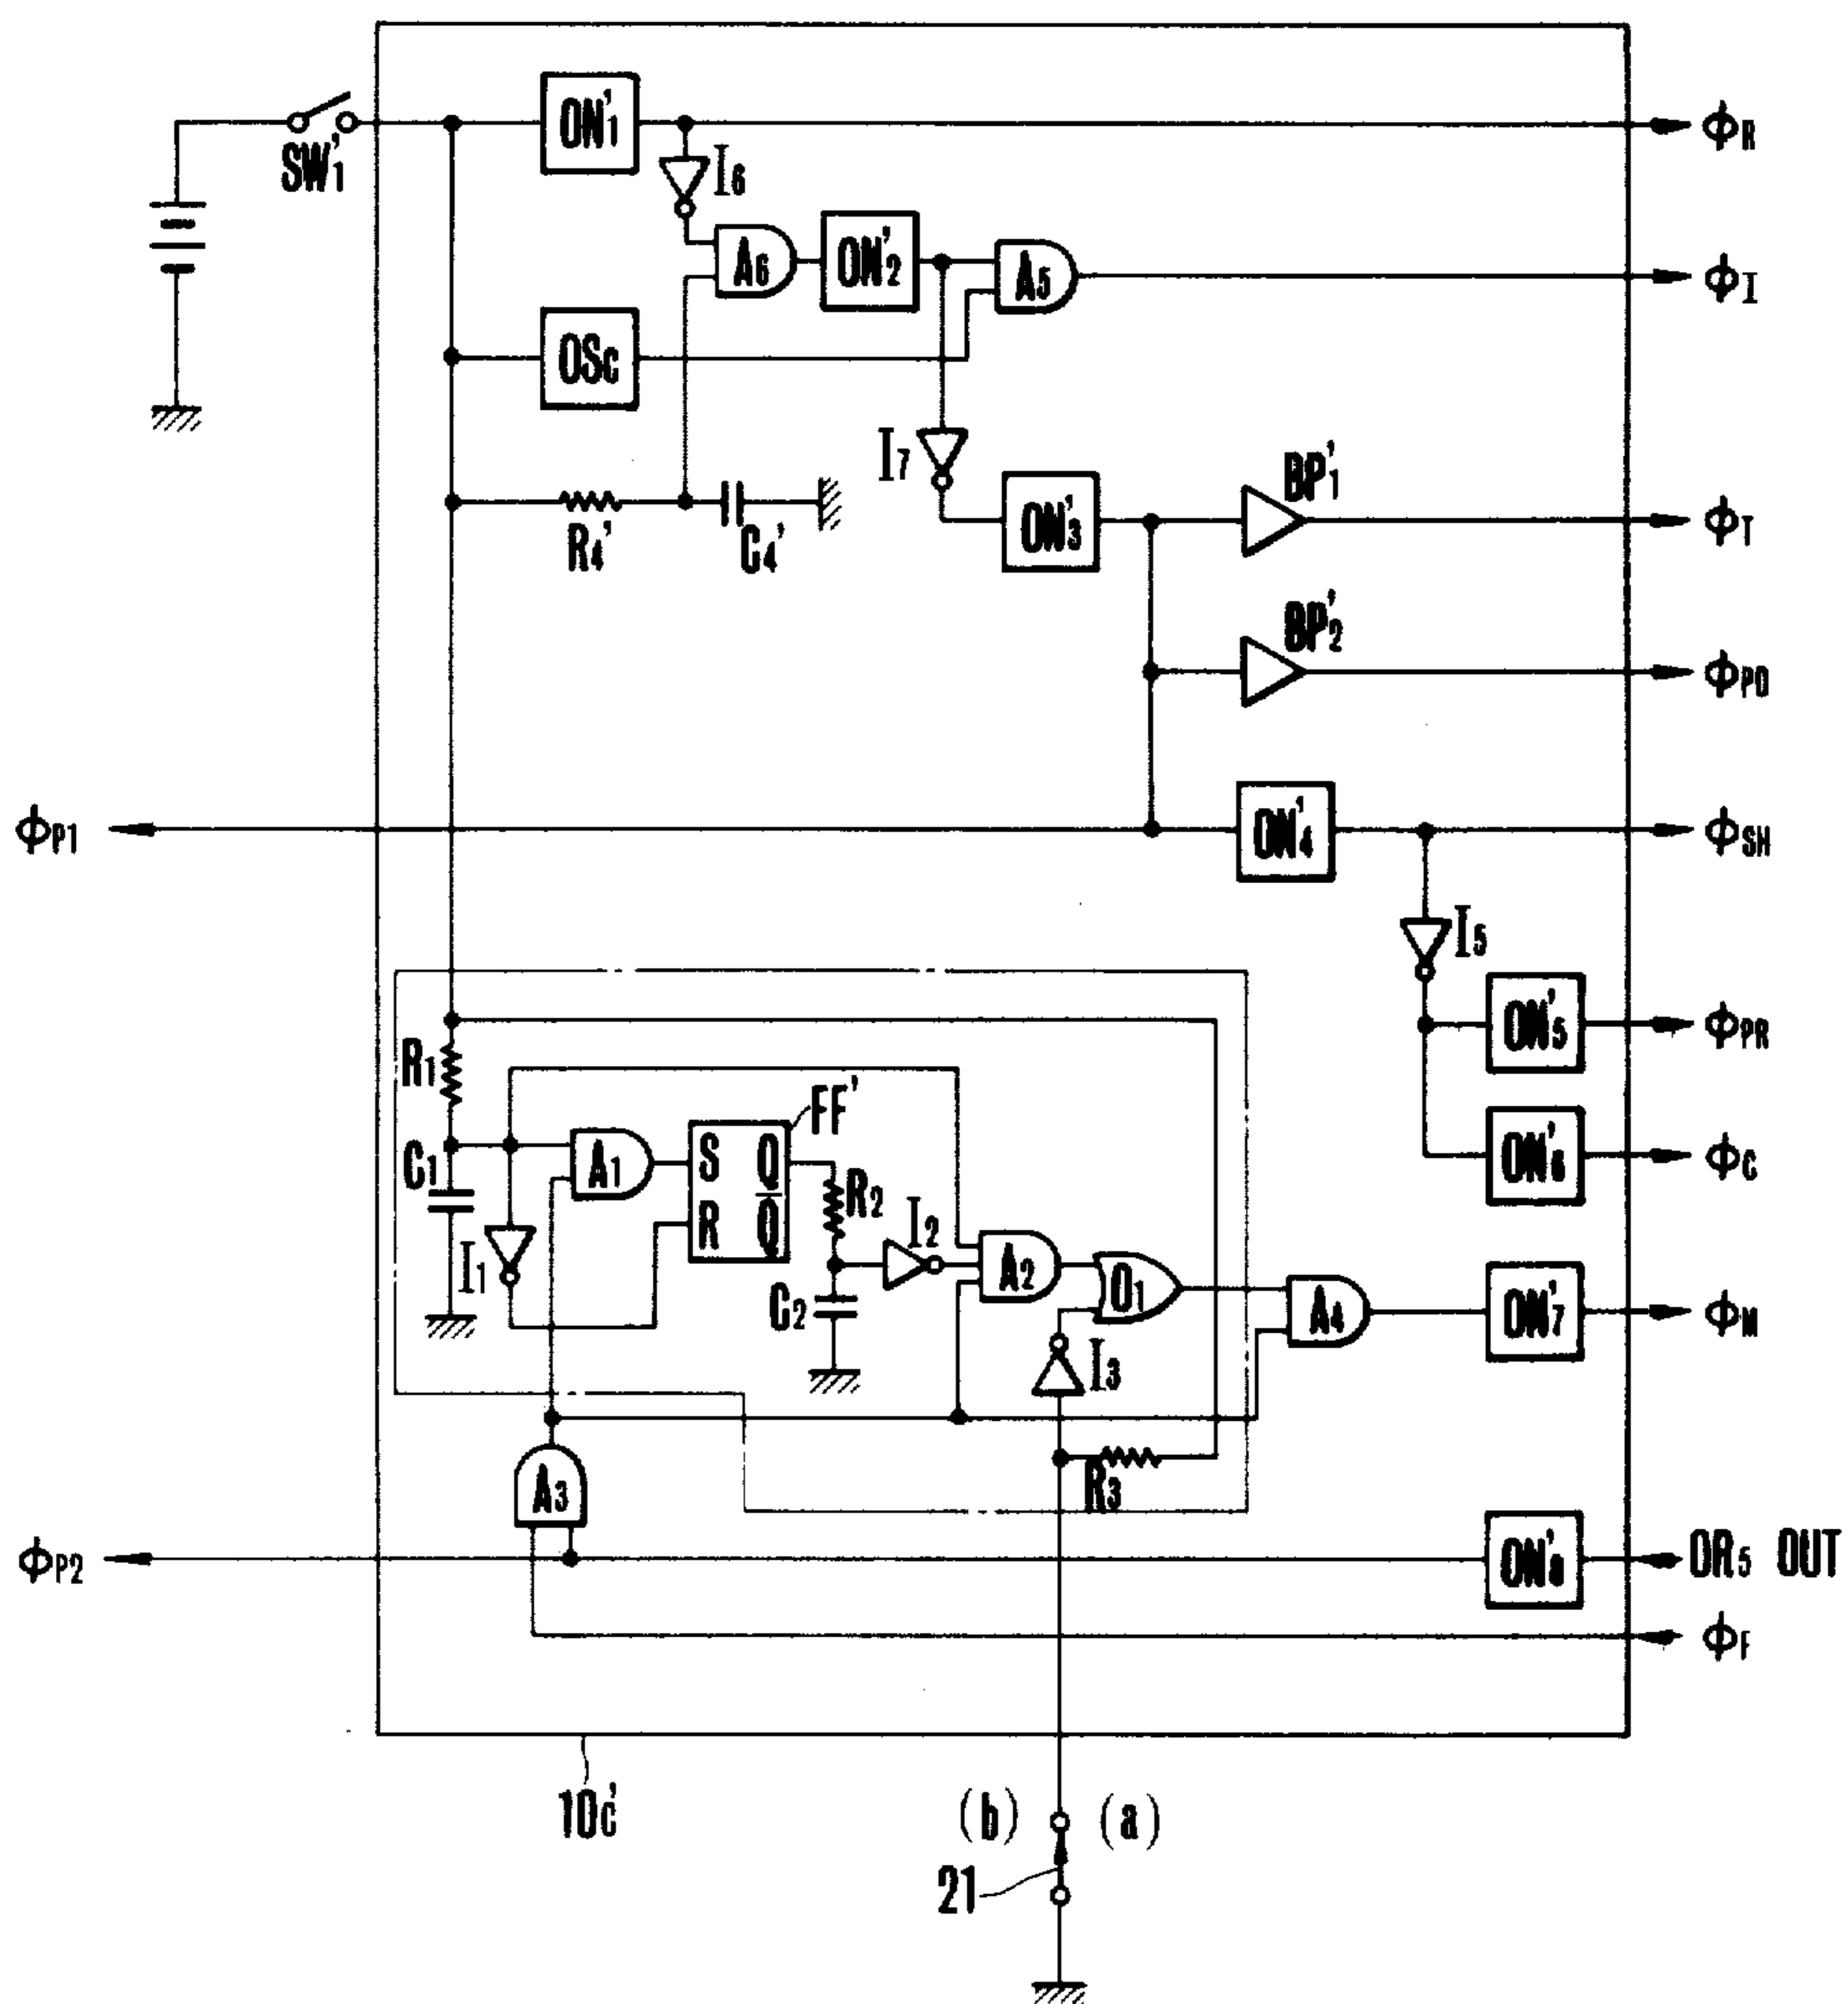 ON'1
ΦR
SW'1
I6
A6
ON'2
A5
ΦI
OSC
I7
BP'1
ON'3
ΦT
R4'
C4'
BP'2
ΦPD
ΦP1
ON'4
ΦSH
I5
ON'5
ΦPR
R1
FF'
C1
A1
S Q
R Q̅
R2
I2
ON'6
ΦC
I1
C2
A2
O1
A4
ON'7
ΦM
I3
A3
R3
ΦP2
ON'8
OR5 OUT
ΦF
10c'
(b) (a)
21